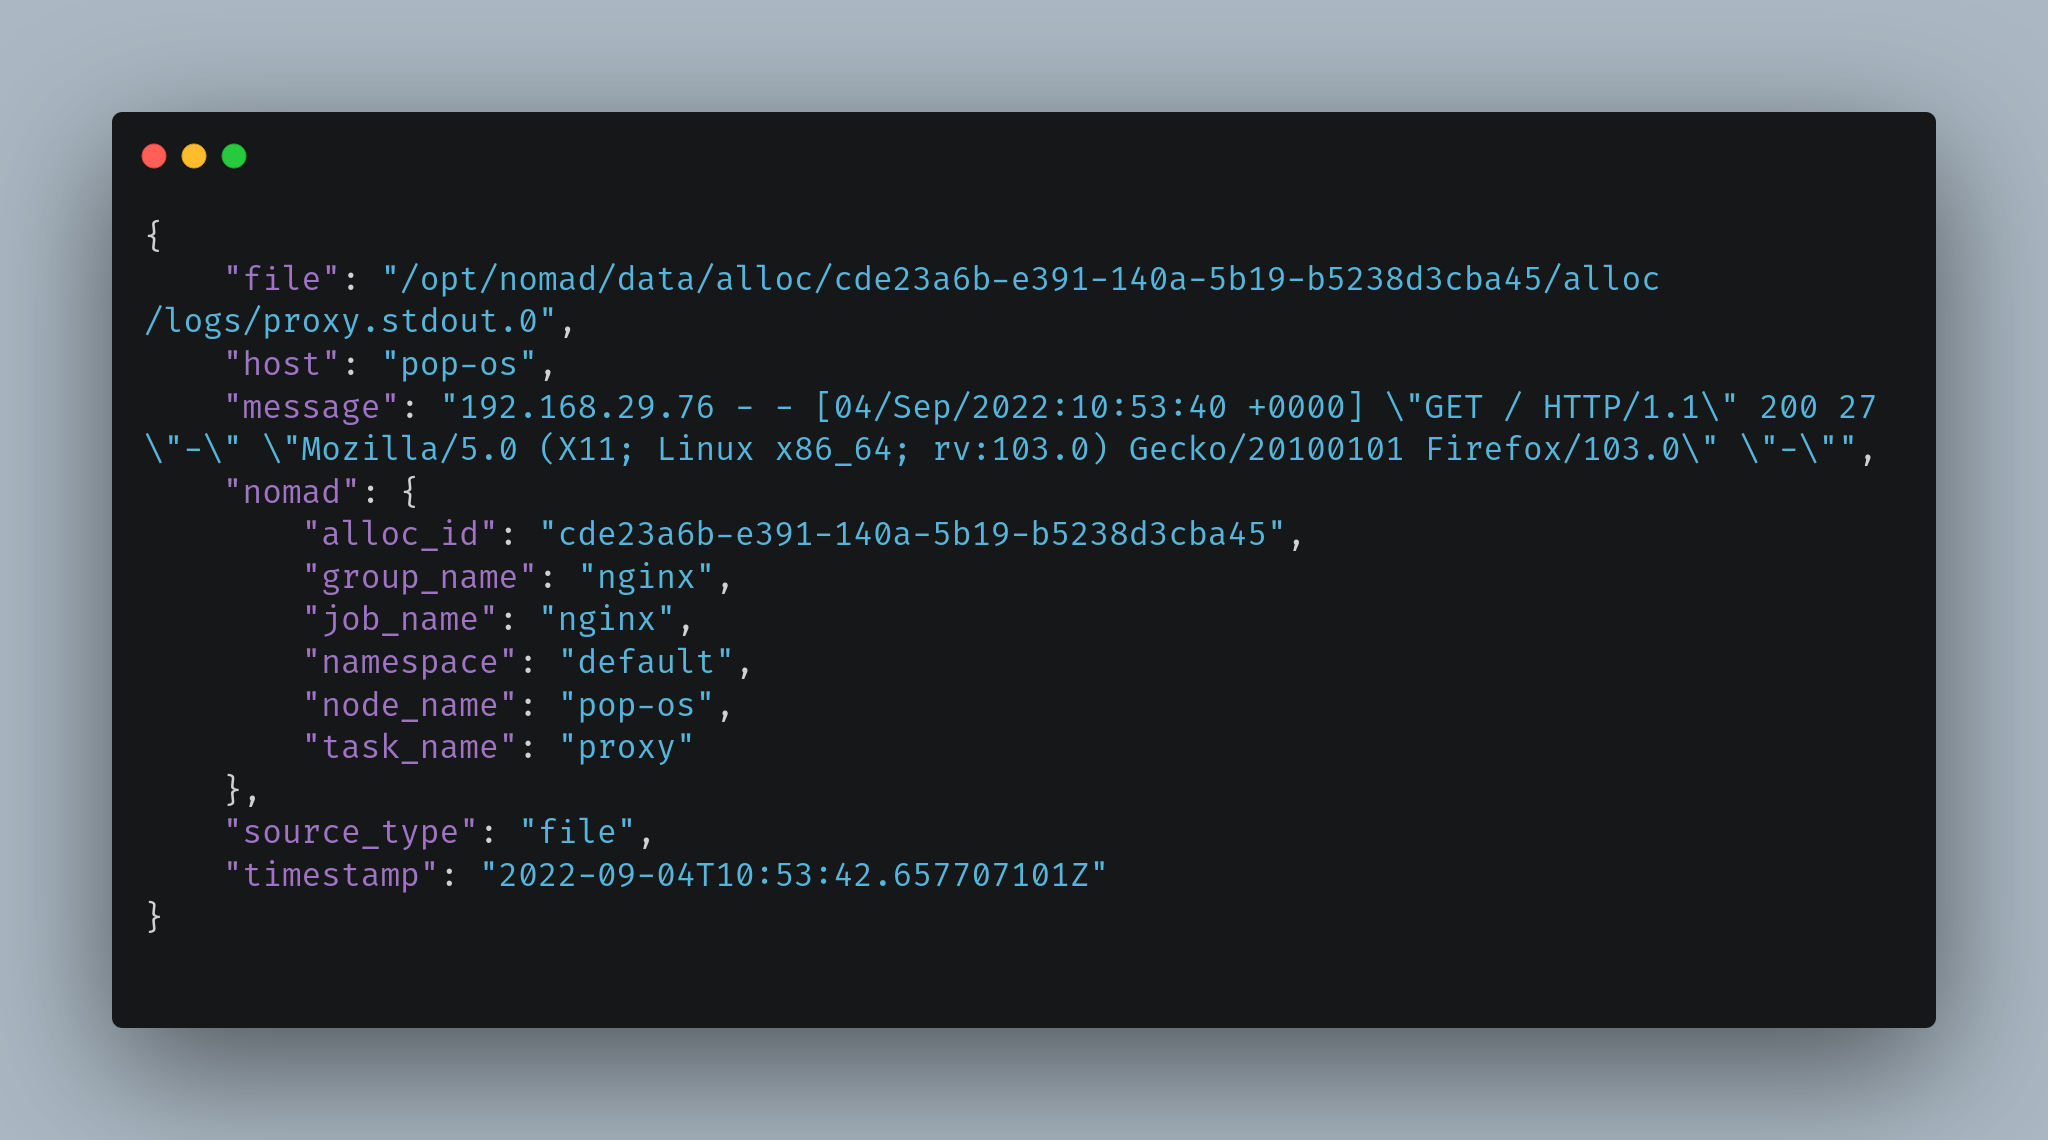 {
    "file": "/opt/nomad/data/alloc/cde23a6b-e391-140a-5b19-b5238d3cba45/alloc
/logs/proxy.stdout.0",
    "host": "pop-os",
    "message": "192.168.29.76 - - [04/Sep/2022:10:53:40 +0000] \"GET / HTTP/1.1\" 200 27
\"-\" \"Mozilla/5.0 (X11; Linux x86_64; rv:103.0) Gecko/20100101 Firefox/103.0\" \"-\"",
    "nomad": {
        "alloc_id": "cde23a6b-e391-140a-5b19-b5238d3cba45",
        "group_name": "nginx",
        "job_name": "nginx",
        "namespace": "default",
        "node_name": "pop-os",
        "task_name": "proxy"
    },
    "source_type": "file",
    "timestamp": "2022-09-04T10:53:42.657707101Z"
}